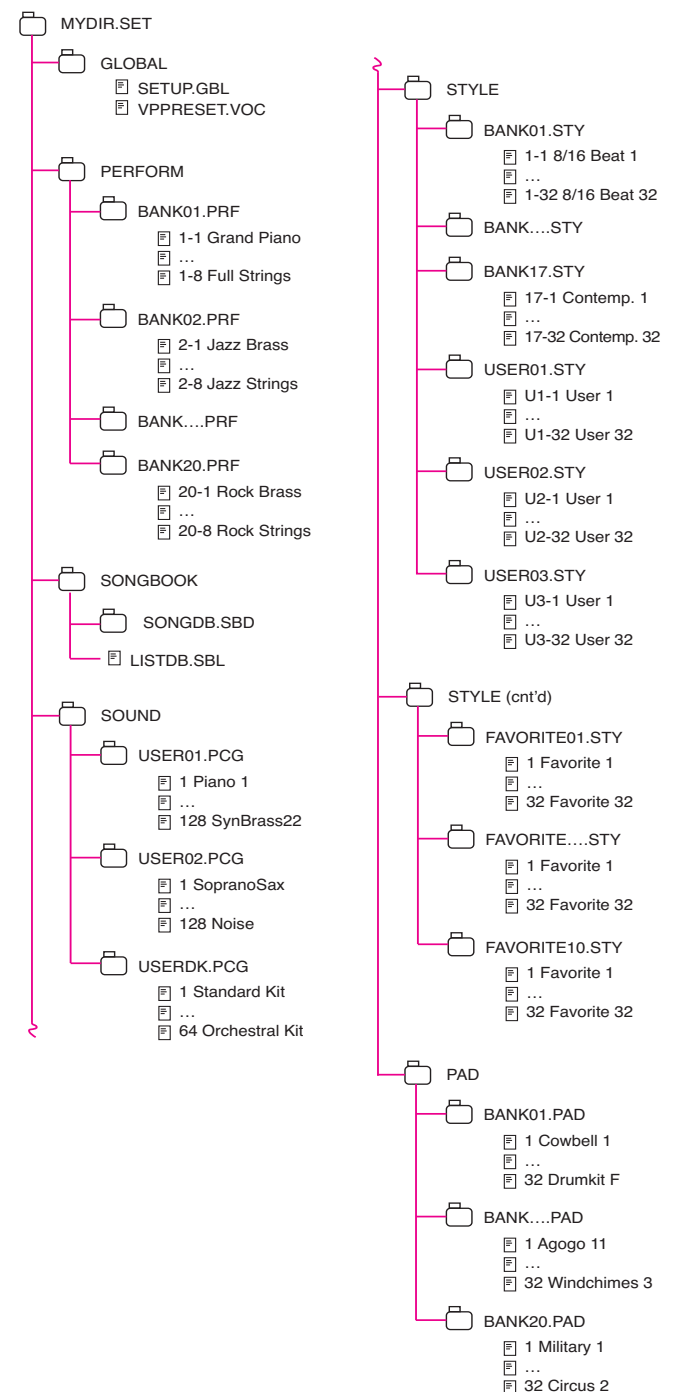 MYDIR.SET
GLOBAL
SETUP.GBL
VPPRESET.VOC
PERFORM
BANK01.PRF
1-1 Grand Piano
…
1-8 Full Strings
BANK02.PRF
2-1 Jazz Brass
…
2-8 Jazz Strings
BANK….PRF
BANK20.PRF
20-1 Rock Brass
…
20-8 Rock Strings
SONGBOOK
SONGDB.SBD
LISTDB.SBL
SOUND
USER01.PCG
1 Piano 1
…
128 SynBrass22
USER02.PCG
1 SopranoSax
…
128 Noise
USERDK.PCG
1 Standard Kit
…
64 Orchestral Kit
STYLE
BANK01.STY
1-1 8/16 Beat 1
…
1-32 8/16 Beat 32
BANK….STY
BANK17.STY
17-1 Contemp. 1
…
17-32 Contemp. 32
USER01.STY
U1-1 User 1
…
U1-32 User 32
USER02.STY
U2-1 User 1
…
U2-32 User 32
USER03.STY
U3-1 User 1
…
U3-32 User 32
STYLE (cnt’d)
FAVORITE01.STY
1 Favorite 1
…
32 Favorite 32
FAVORITE….STY
1 Favorite 1
…
32 Favorite 32
FAVORITE10.STY
1 Favorite 1
…
32 Favorite 32
PAD
BANK01.PAD
1 Cowbell 1
…
32 Drumkit F
BANK….PAD
1 Agogo 11
…
32 Windchimes 3
BANK20.PAD
1 Military 1
…
32 Circus 2